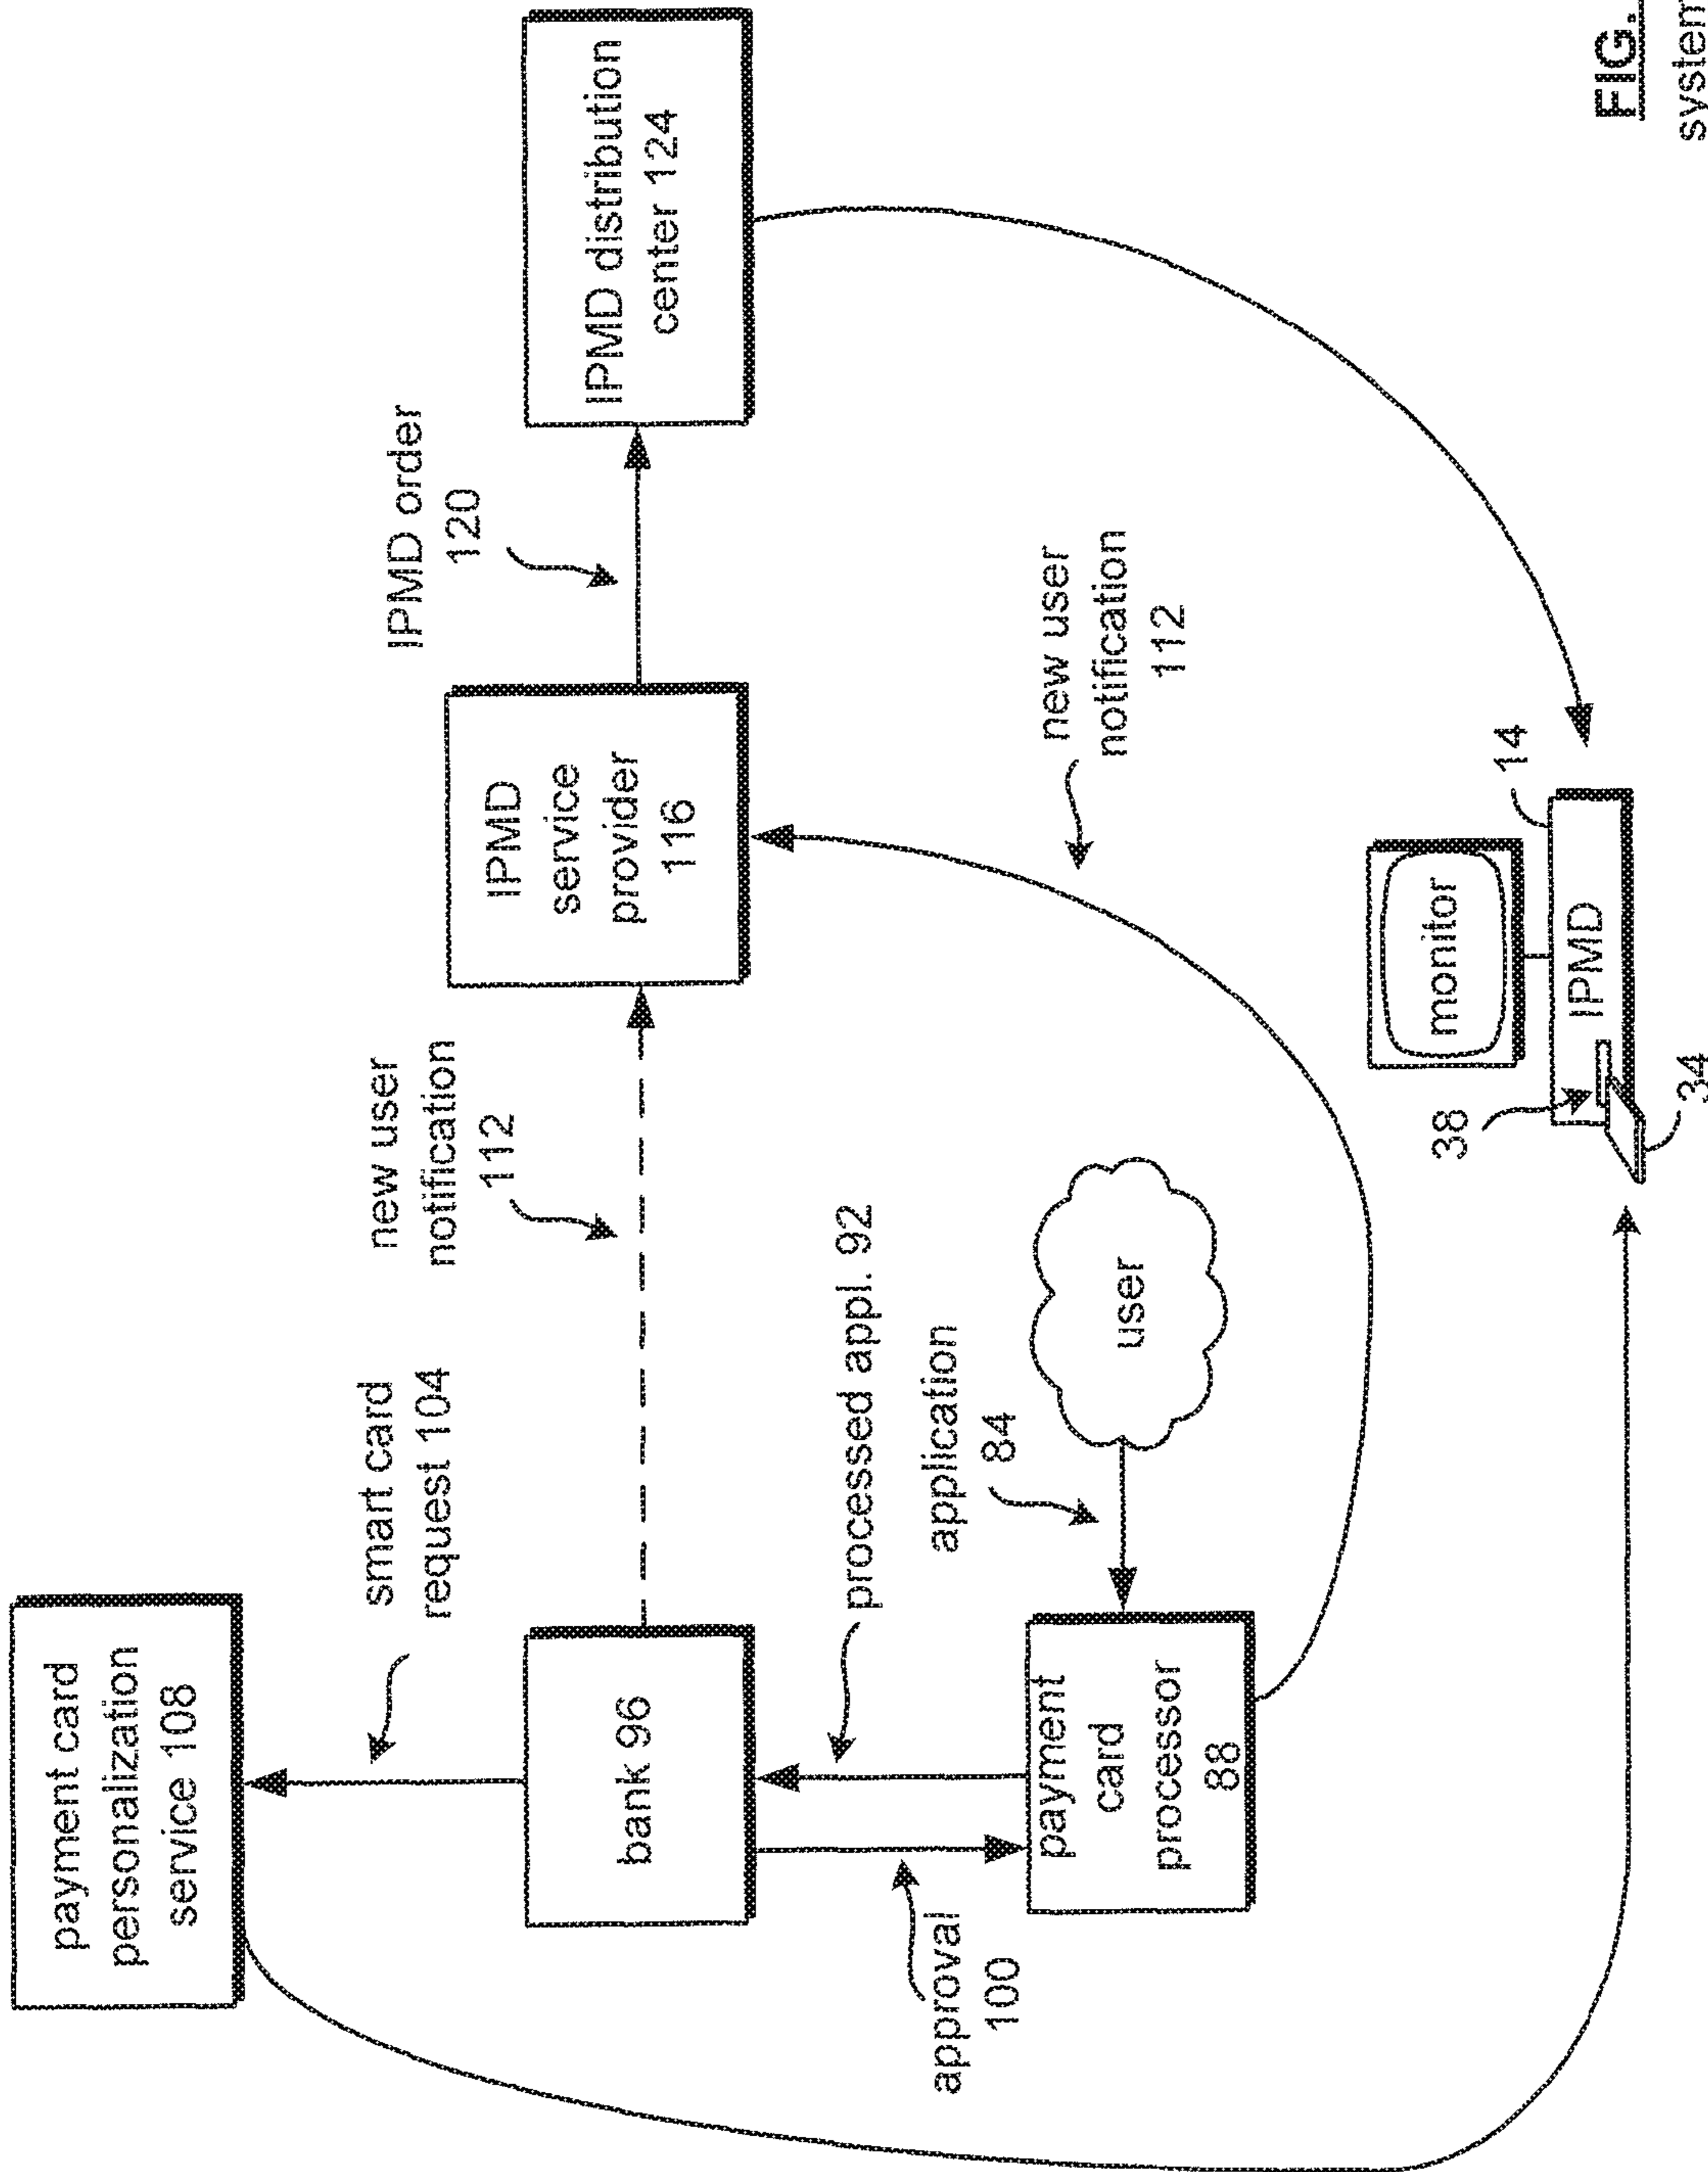 payment card
personalization
service 108
smart card
request 104
new user
notification
112
IPMD order
120
bank 96
IPMD
service
provider
116
IPMD distribution
center 124
approval
100
processed appl. 92
application
84
new user
notification
112
payment
card
processor
88
user
monitor
14
38
IPMD
34
FIG.
system